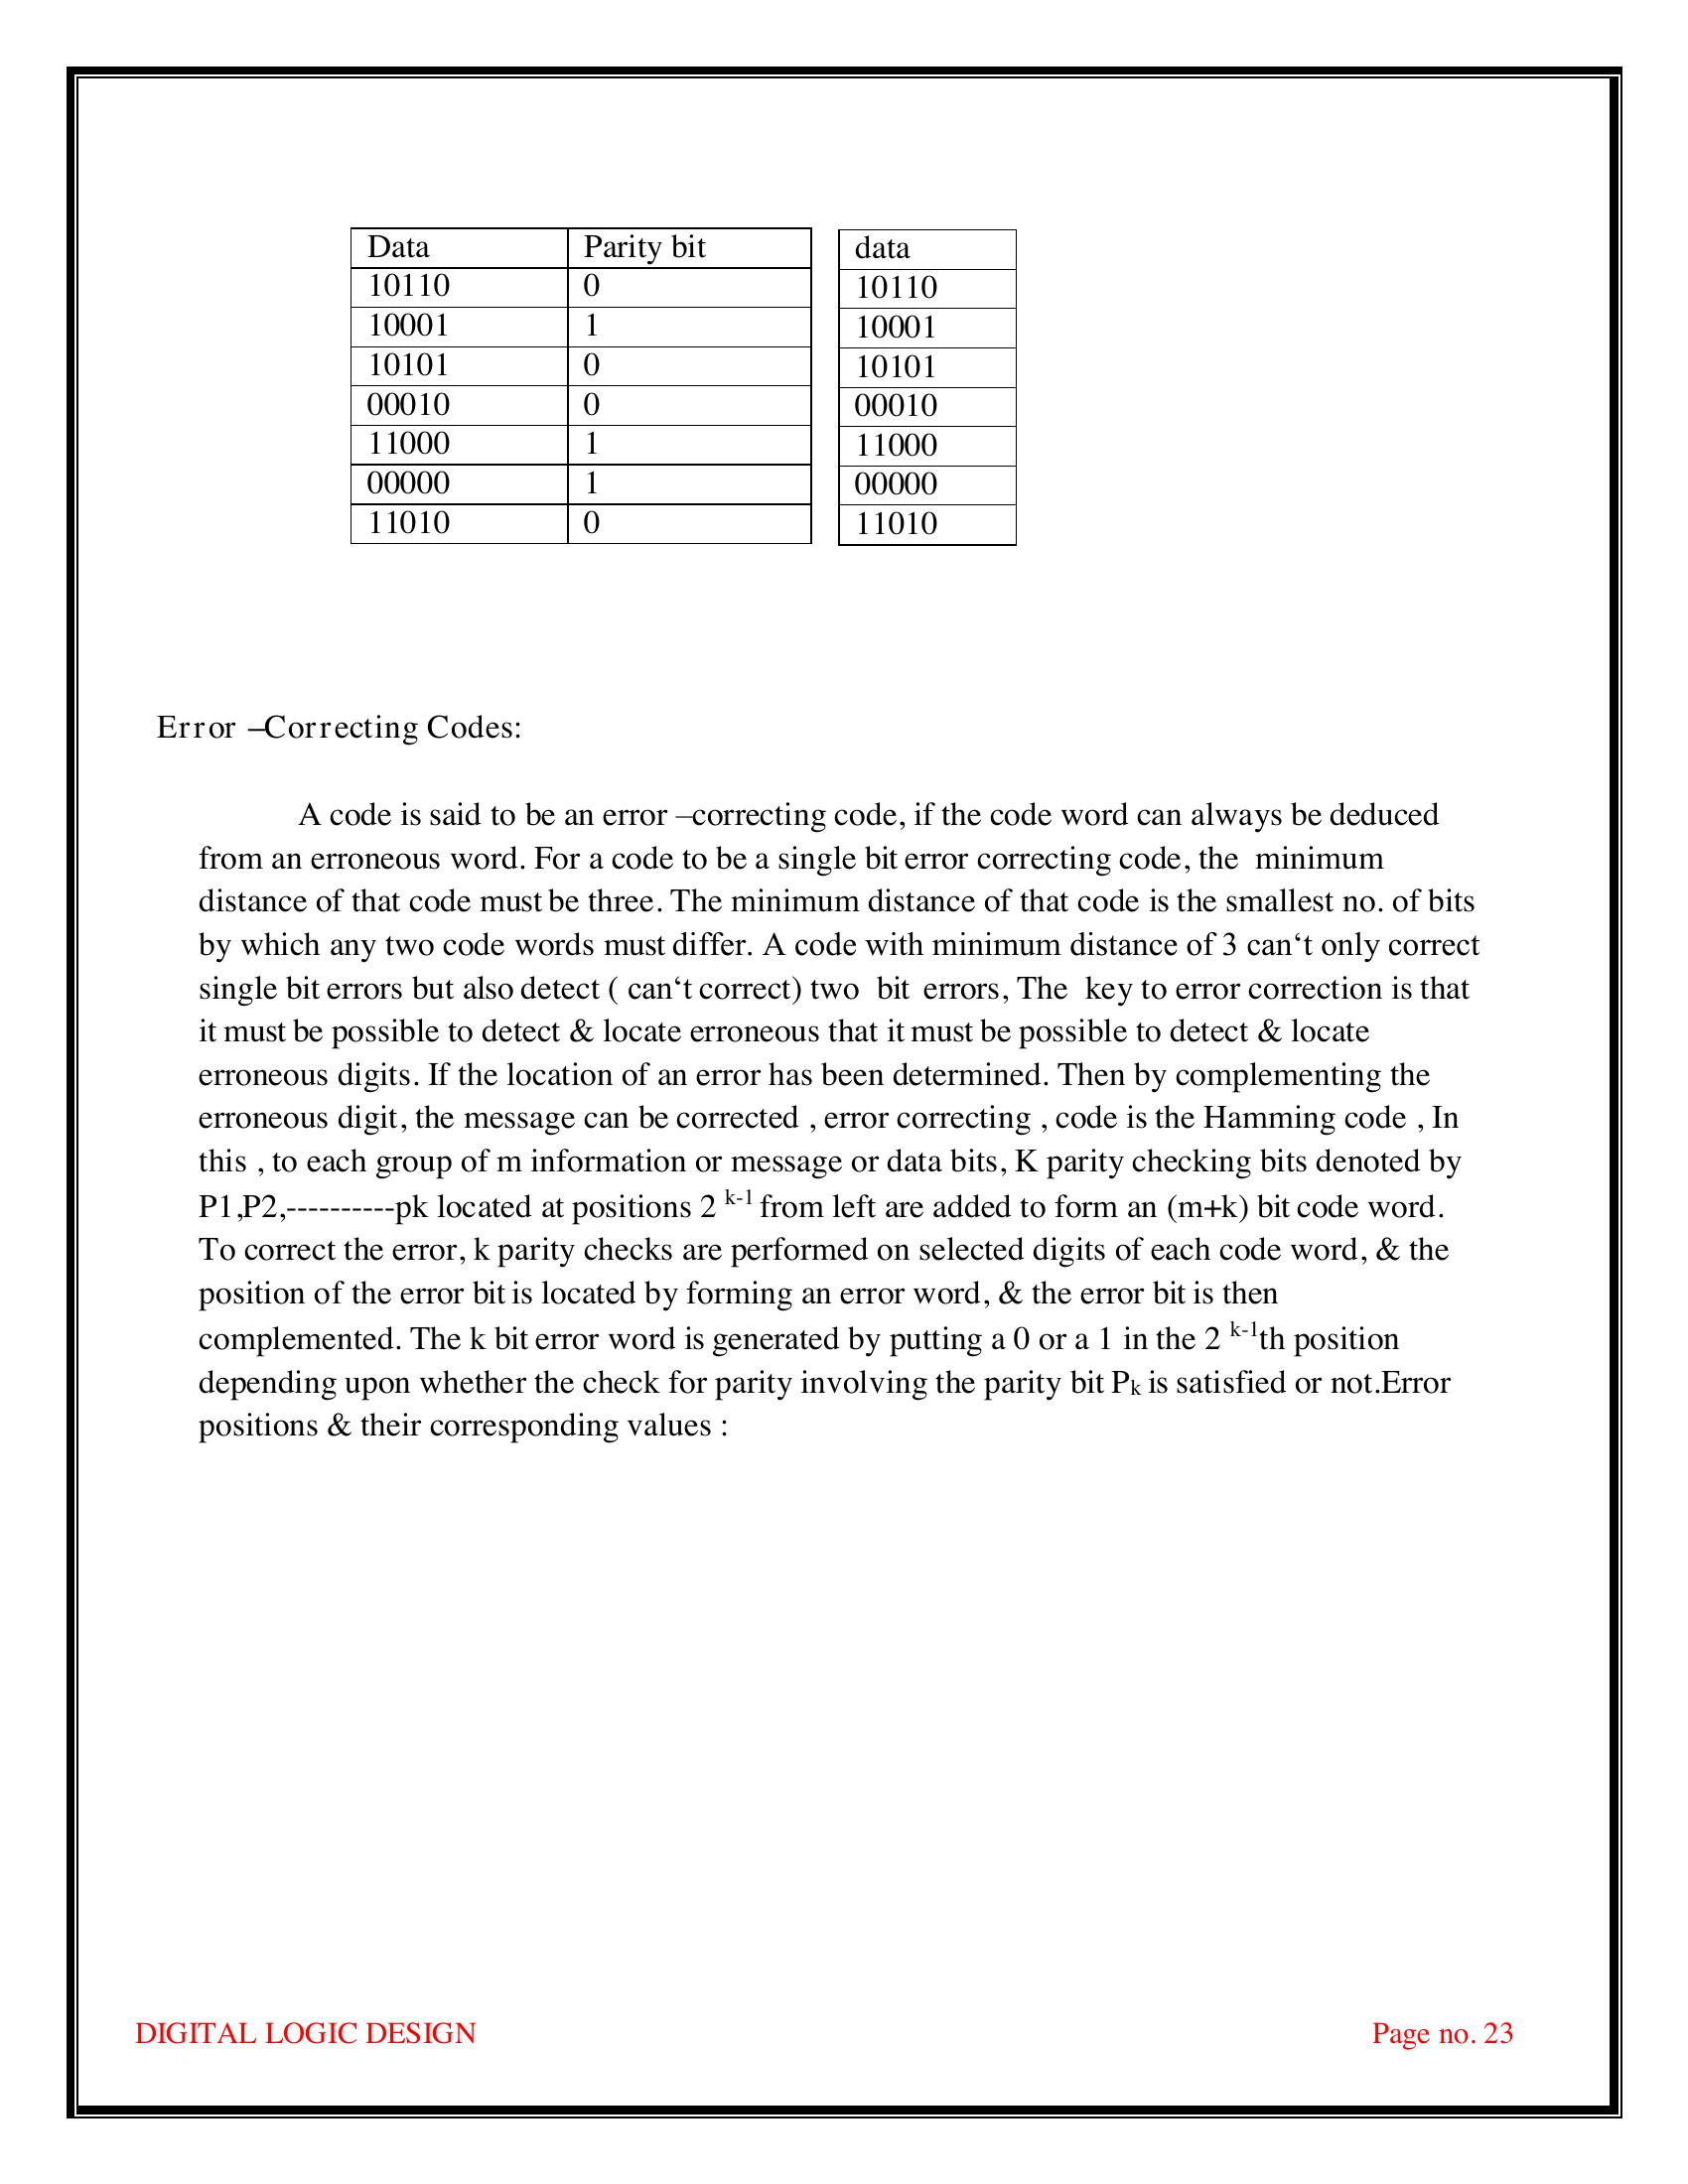 Data Parity bit data
10110 0 10110
10001 1 10001
10101 0 10101
00010 0 00010
11000 1 11000
00000 1 00000
11010 0 11010
Error –Correcting Codes:
A code is said to be an error –correcting code, if the code word can always be deduced
from an erroneous word. For a code to be a single bit error correcting code, the minimum
distance of that code must be three. The minimum distance of that code is the smallest no. of bits
by which any two code words must differ. A code with minimum distance of 3 can‘t only correct
single bit errors but also detect ( can‘t correct) two bit errors, The key to error correction is that
it must be possible to detect & locate erroneous that it must be possible to detect & locate
erroneous digits. If the location of an error has been determined. Then by complementing the
erroneous digit, the message can be corrected , error correcting , code is the Hamming code , In
this , to each group of m information or message or data bits, K parity checking bits denoted by
P1,P2,----------pk located at positions 2 k-1 from left are added to form an (m+k) bit code word.
To correct the error, k parity checks are performed on selected digits of each code word, & the
position of the error bit is located by forming an error word, & the error bit is then
complemented. The k bit error word is generated by putting a 0 or a 1 in the 2 k-1th position
depending upon whether the check for parity involving the parity bit Pk is satisfied or not.Error
positions & their corresponding values :
DIGITAL LOGIC DESIGN Page no. 23